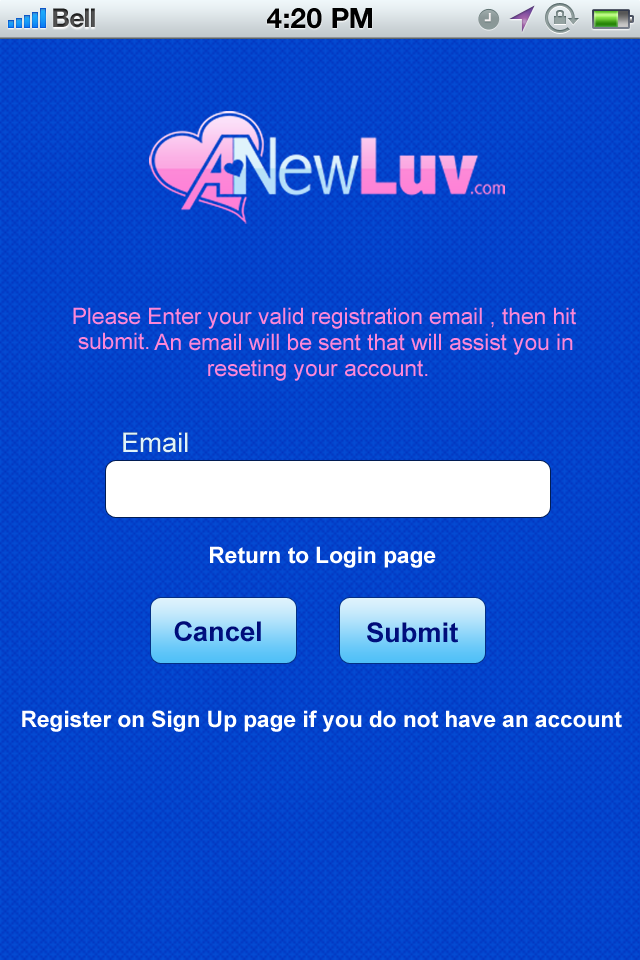 Bell 4:20 PM
ANewLuv.com
Please Enter your valid registration email , then hit
submit. An email will be sent that will assist you in
reseting your account.
Email
Return to Login page
Cancel Submit
Register on Sign Up page if you do not have an account